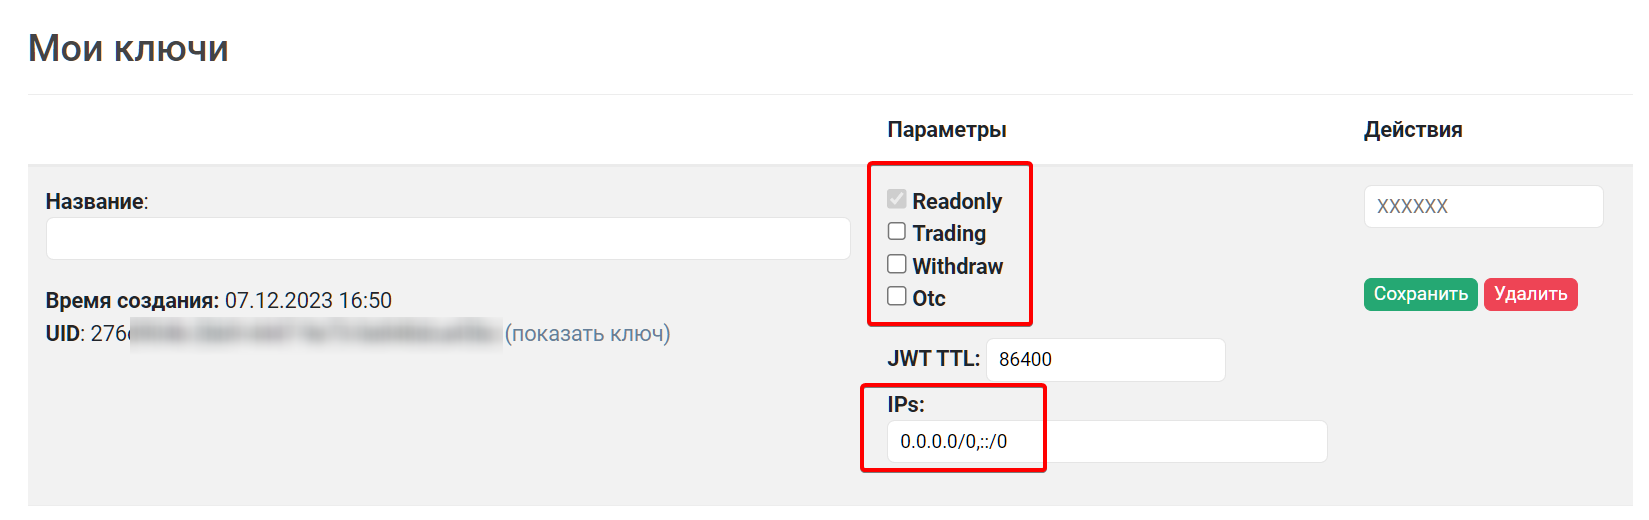 Мои ключи
Параметры
Действия
Название:
Readonly
Trading
Withdraw
Otc
XXXXXX
Время создания: 07.12.2023 16:50
UID: 276 (показать ключ)
Сохранить Удалить
JWT TTL: 86400
IPs:
0.0.0.0/0,::/0